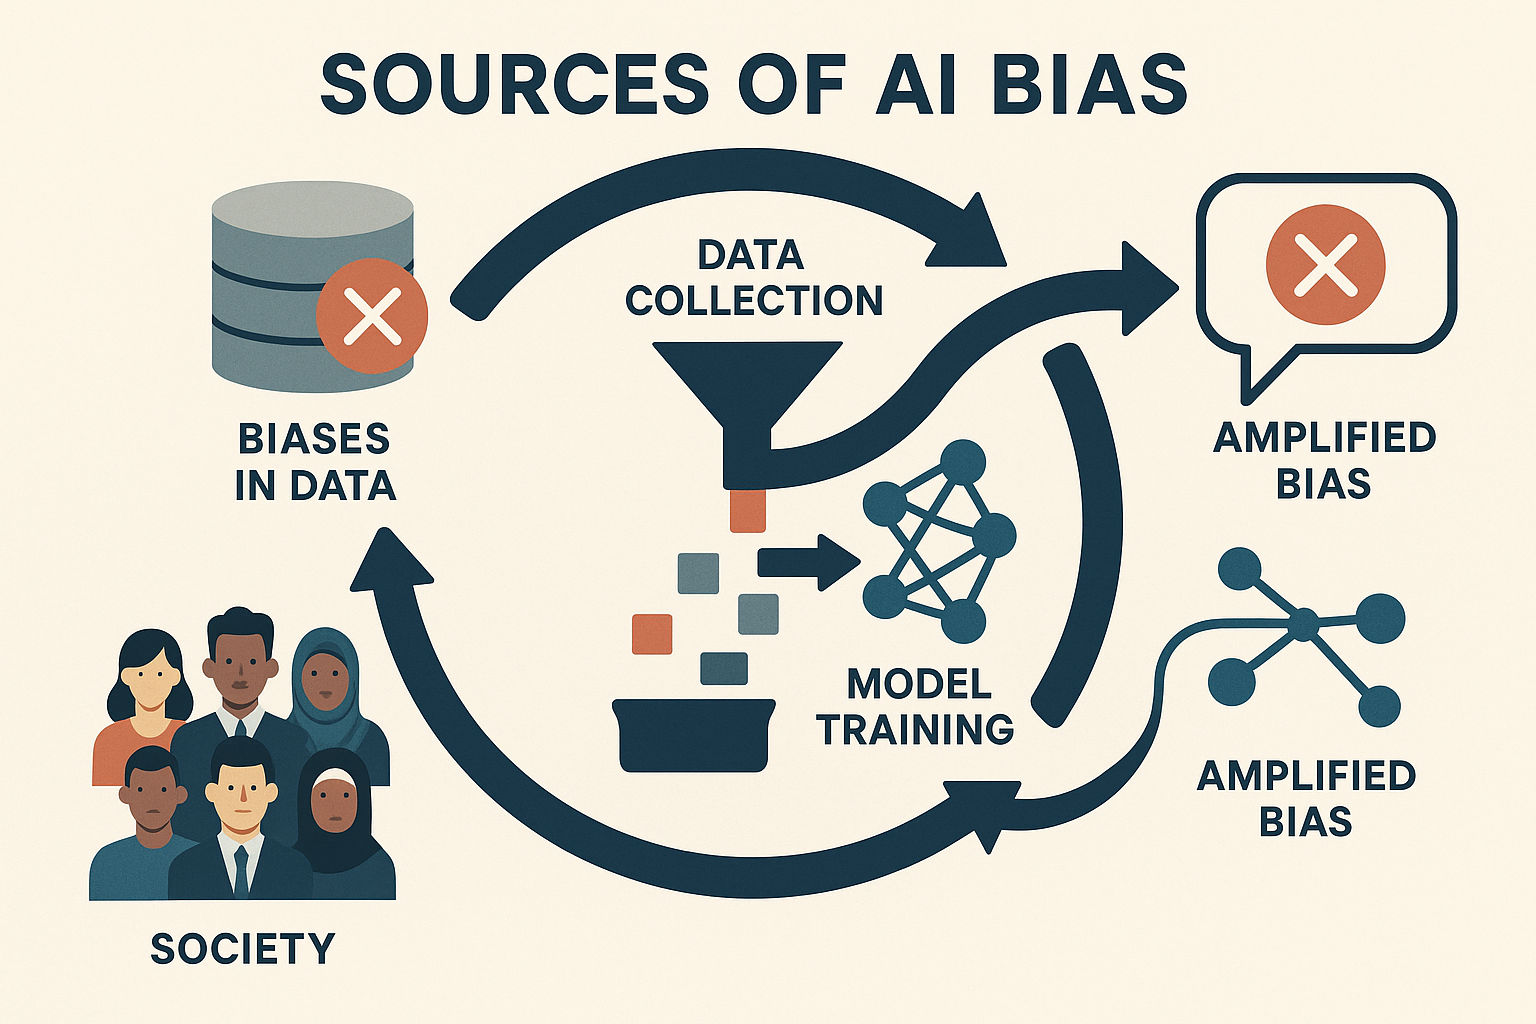 SOURCES OF AI BIAS
DATA
COLLECTION
BIASES
IN DATA
AMPLIFIED
BIAS
MODEL
TRAINING
AMPLIFIED
BIAS
SOCIETY